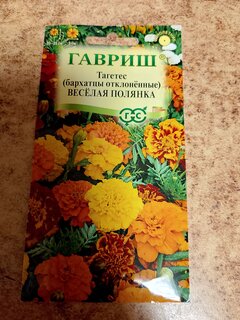 ГАВРИШ
Тагетес
(бархатцы отклонённые)
ВЕСЁЛАЯ ПОЛЯНКА